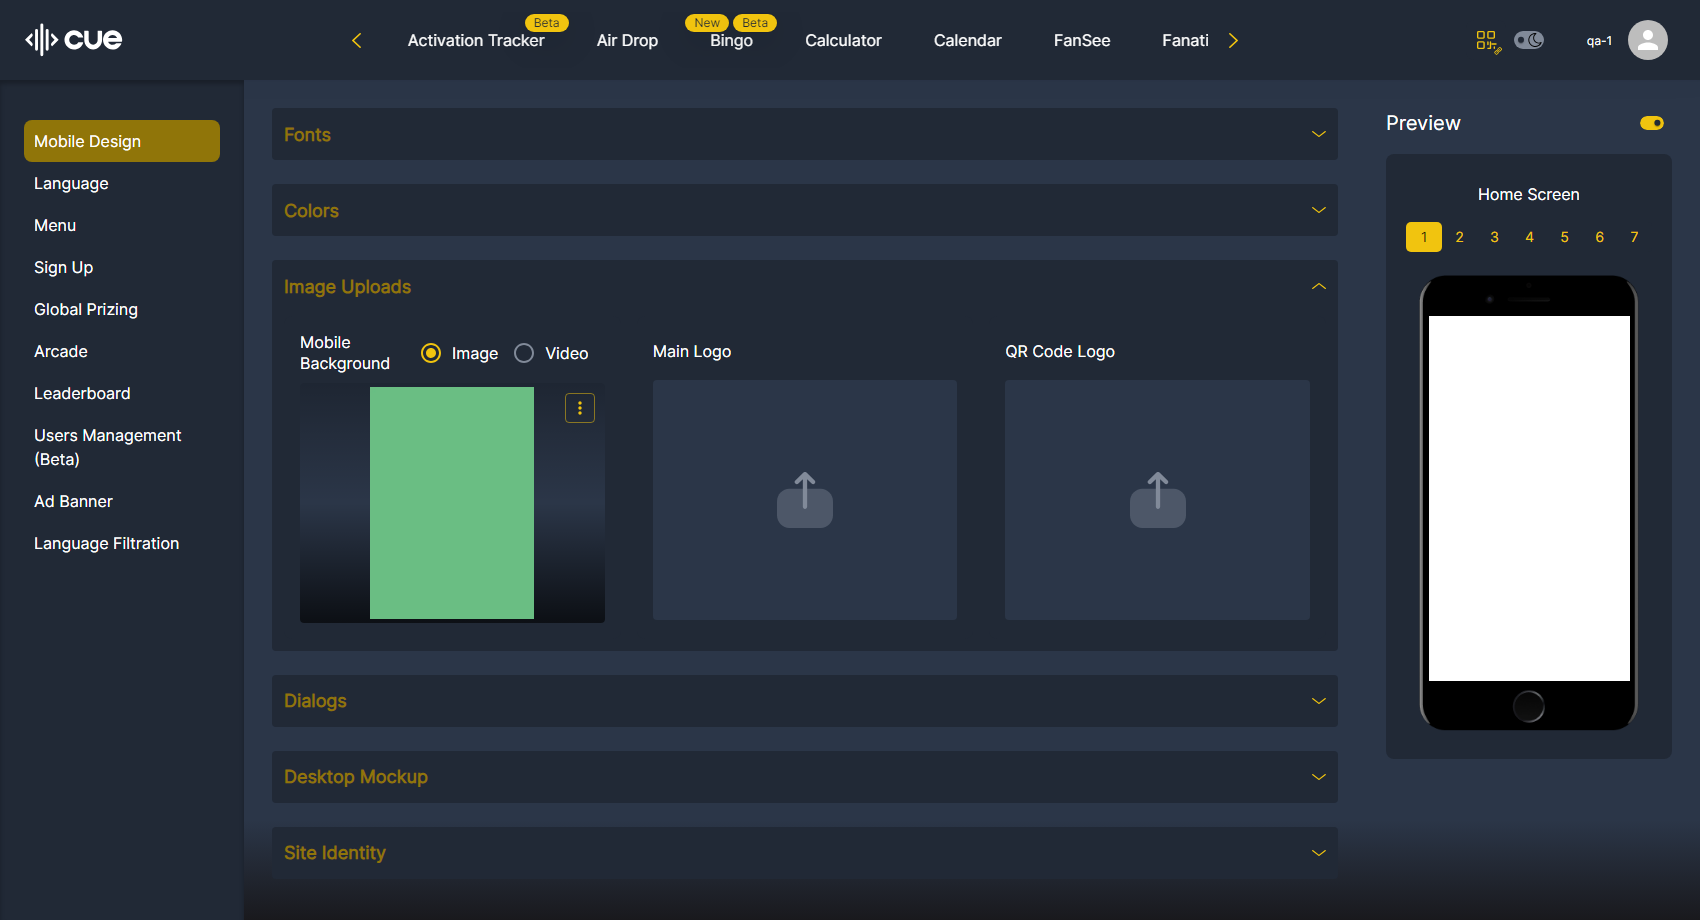 cue
Beta
New Beta
Activation Tracker Air Drop Bingo Calculator Calendar FanSee Fanati
qa-1
Mobile Design
Language
Menu
Sign Up
Global Prizing
Arcade
Leaderboard
Users Management
(Beta)
Ad Banner
Language Filtration
Fonts
Colors
Image Uploads
Mobile
Background
Image Video
Main Logo
QR Code Logo
Dialogs
Desktop Mockup
Site Identity
Preview
Home Screen
1 2 3 4 5 6 7